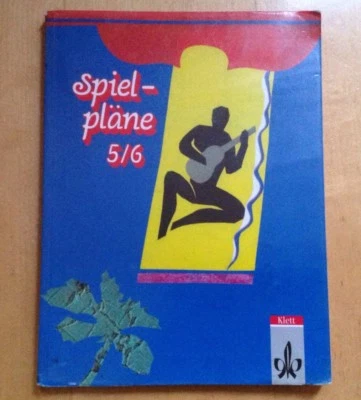 Spiel-
pläne
5/6
Klett